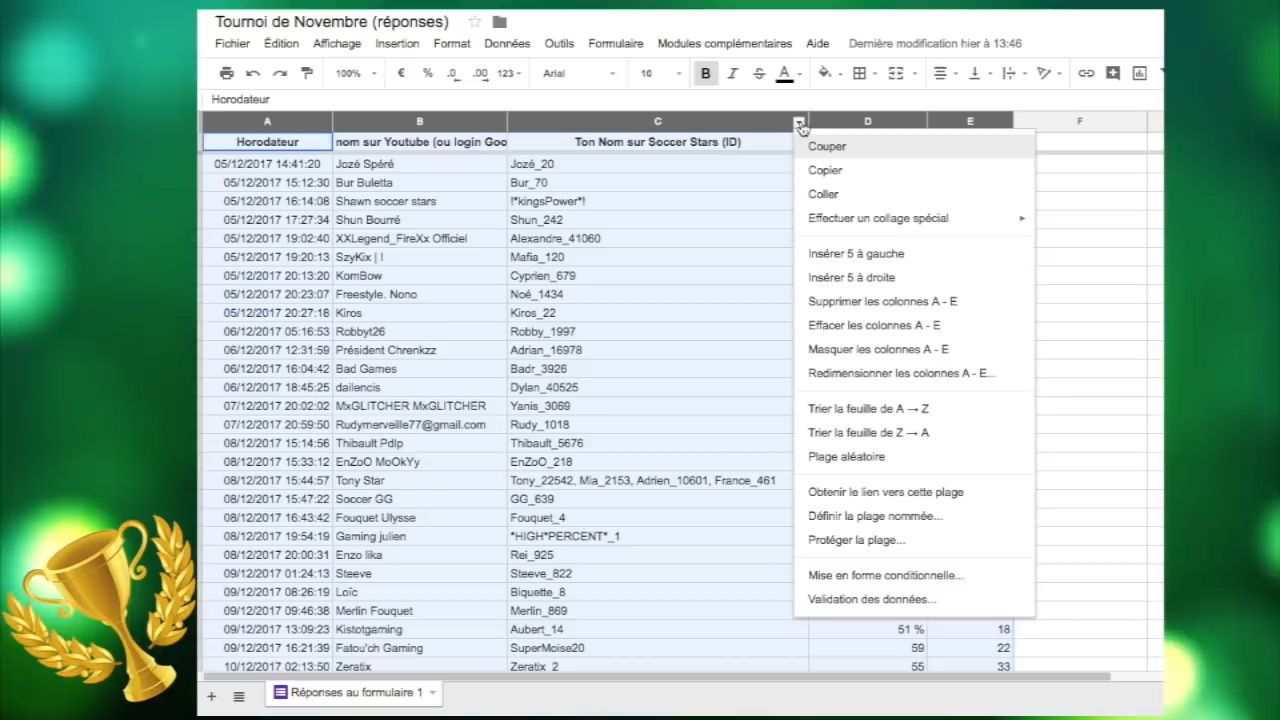 Tournoi de Novembre (réponses)
Fichier Édition Affichage Insertion Format Données Outils Formulaire Modules complémentaires Aide Dernière modification hier à 13:46
100% € % .0 .00 123 Arial 10 B I S A
Horodateur
A B C D E F
Horodateur nom sur Youtube (ou login Goo Ton Nom sur Soccer Stars (ID)
05/12/2017 14:41:20 Jozé Spéré Jozé_20
05/12/2017 15:12:30 Bur Buletta Bur_70
05/12/2017 16:14:08 Shawn soccer stars !*kingsPower*!
05/12/2017 17:27:34 Shun Bourré Shun_242
05/12/2017 19:02:40 XXLegend_FireXx Officiel Alexandre_41060
05/12/2017 19:20:13 SzyKix | l Mafia_120
05/12/2017 20:13:20 KomBow Cyprien_679
05/12/2017 20:23:07 Freestyle. Nono Noé_1434
05/12/2017 20:27:18 Kiros Kiros_22
06/12/2017 05:16:53 Robbyt26 Robby_1997
06/12/2017 12:31:59 Président Chrenkzz Adrian_16978
06/12/2017 16:04:42 Bad Games Badr_3926
06/12/2017 18:45:25 dailencis Dylan_40525
07/12/2017 20:02:02 MxGLITCHER MxGLITCHER Yanis_3069
07/12/2017 20:59:50 Rudymerveille77@gmail.com Rudy_1018
08/12/2017 15:14:56 Thibault Pdlp Thibault_5676
08/12/2017 15:33:12 EnZoO MoOkYy EnZoO_218
08/12/2017 15:44:57 Tony Star Tony_22542, Mia_2153, Adrien_10601, France_461
08/12/2017 15:47:22 Soccer GG GG_639
08/12/2017 16:43:42 Fouquet Ulysse Fouquet_4
08/12/2017 19:54:19 Gaming julien *HIGH*PERCENT*_1
08/12/2017 20:00:31 Enzo lika Rei_925
09/12/2017 01:24:13 Steeve Steeve_822
09/12/2017 08:26:19 Loïc Biquette_8
09/12/2017 09:46:38 Merlin Fouquet Merlin_869
09/12/2017 13:09:23 Kistotgaming Aubert_14 51 % 18
09/12/2017 16:21:39 Fatou'ch Gaming SuperMoise20 59 22
10/12/2017 02:13:50 Zeratix Zeratix_2 55 33
Couper
Copier
Coller
Effectuer un collage spécial
Insérer 5 à gauche
Insérer 5 à droite
Supprimer les colonnes A - E
Effacer les colonnes A - E
Masquer les colonnes A - E
Redimensionner les colonnes A - E...
Trier la feuille de A → Z
Trier la feuille de Z → A
Plage aléatoire
Obtenir le lien vers cette plage
Définir la plage nommée...
Protéger la plage...
Mise en forme conditionnelle...
Validation des données...
Réponses au formulaire 1